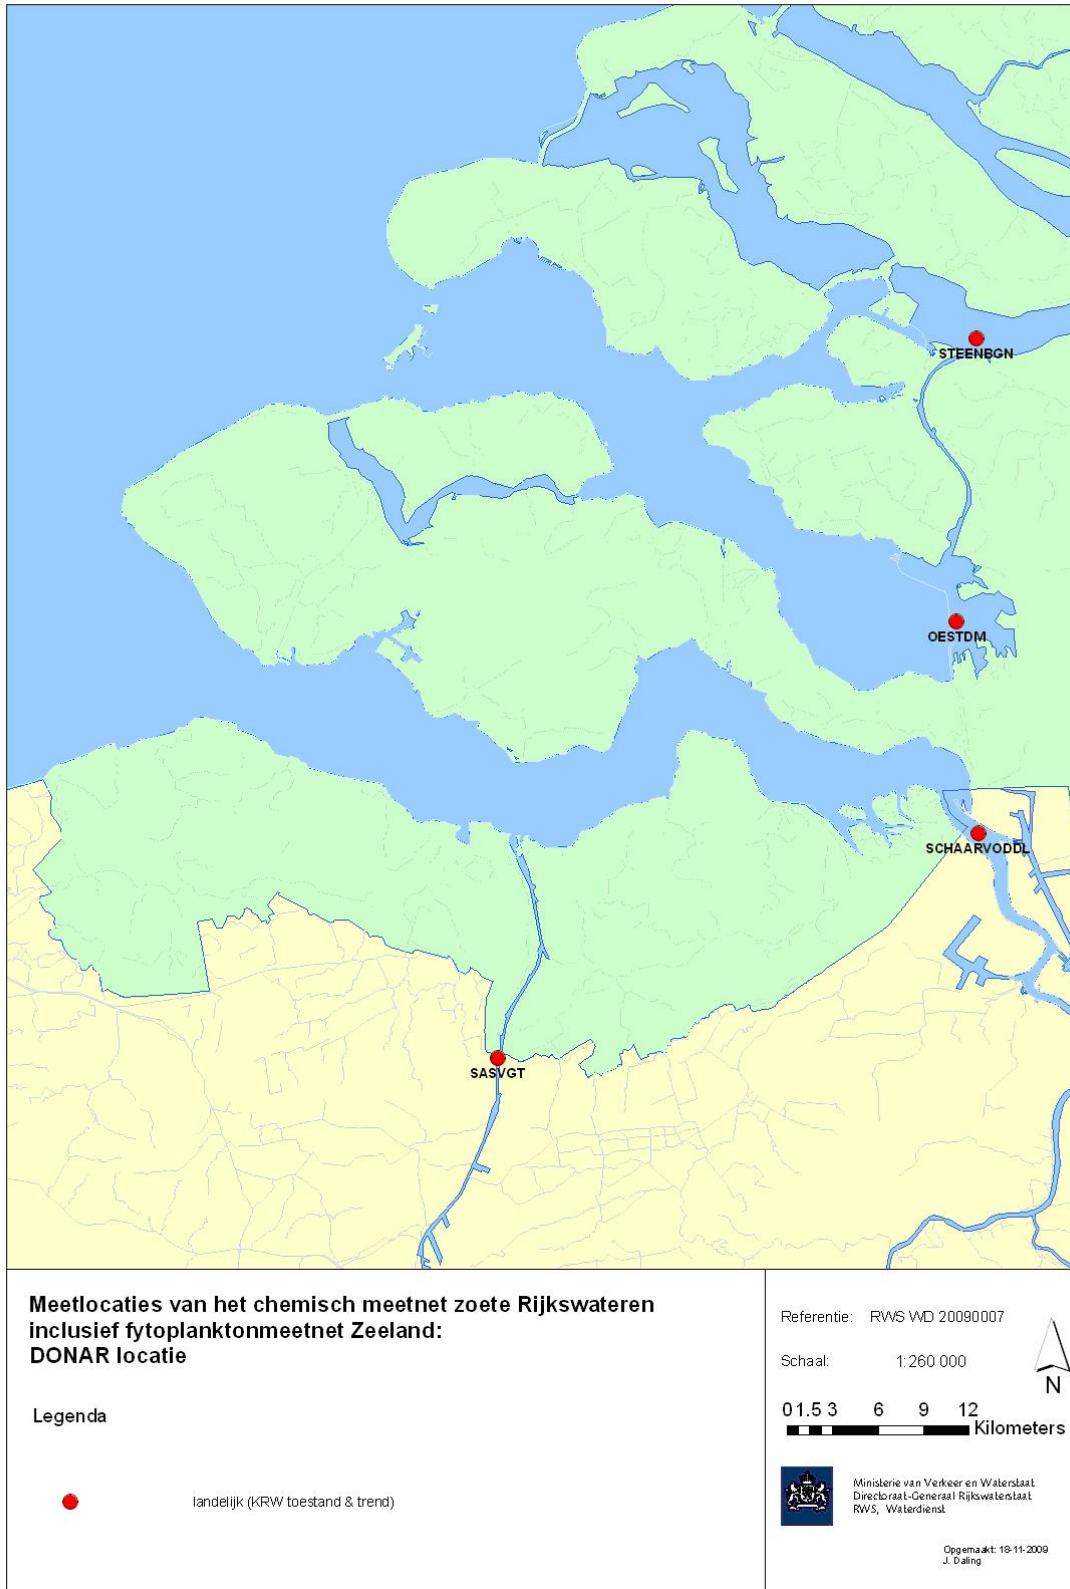 STEENBGN
OESTDM
SCHAARVODDL
SASVGT
Meetlocaties van het chemisch meetnet zoete Rijkswateren
inclusief fytoplanktonmeetnet Zeeland:
DONAR locatie
Legenda
landelijk (KRW toestand & trend)
Referentie: RWS WD 20090007
Schaal: 1:260 000
N
0 1.5 3 6 9 12
Kilometers
Ministerie van Verkeer en Waterstaat
Directoraat-Generaal Rijkswaterstaat
RWS, Waterdienst
Opgemaakt: 18-11-2009
J. Daling